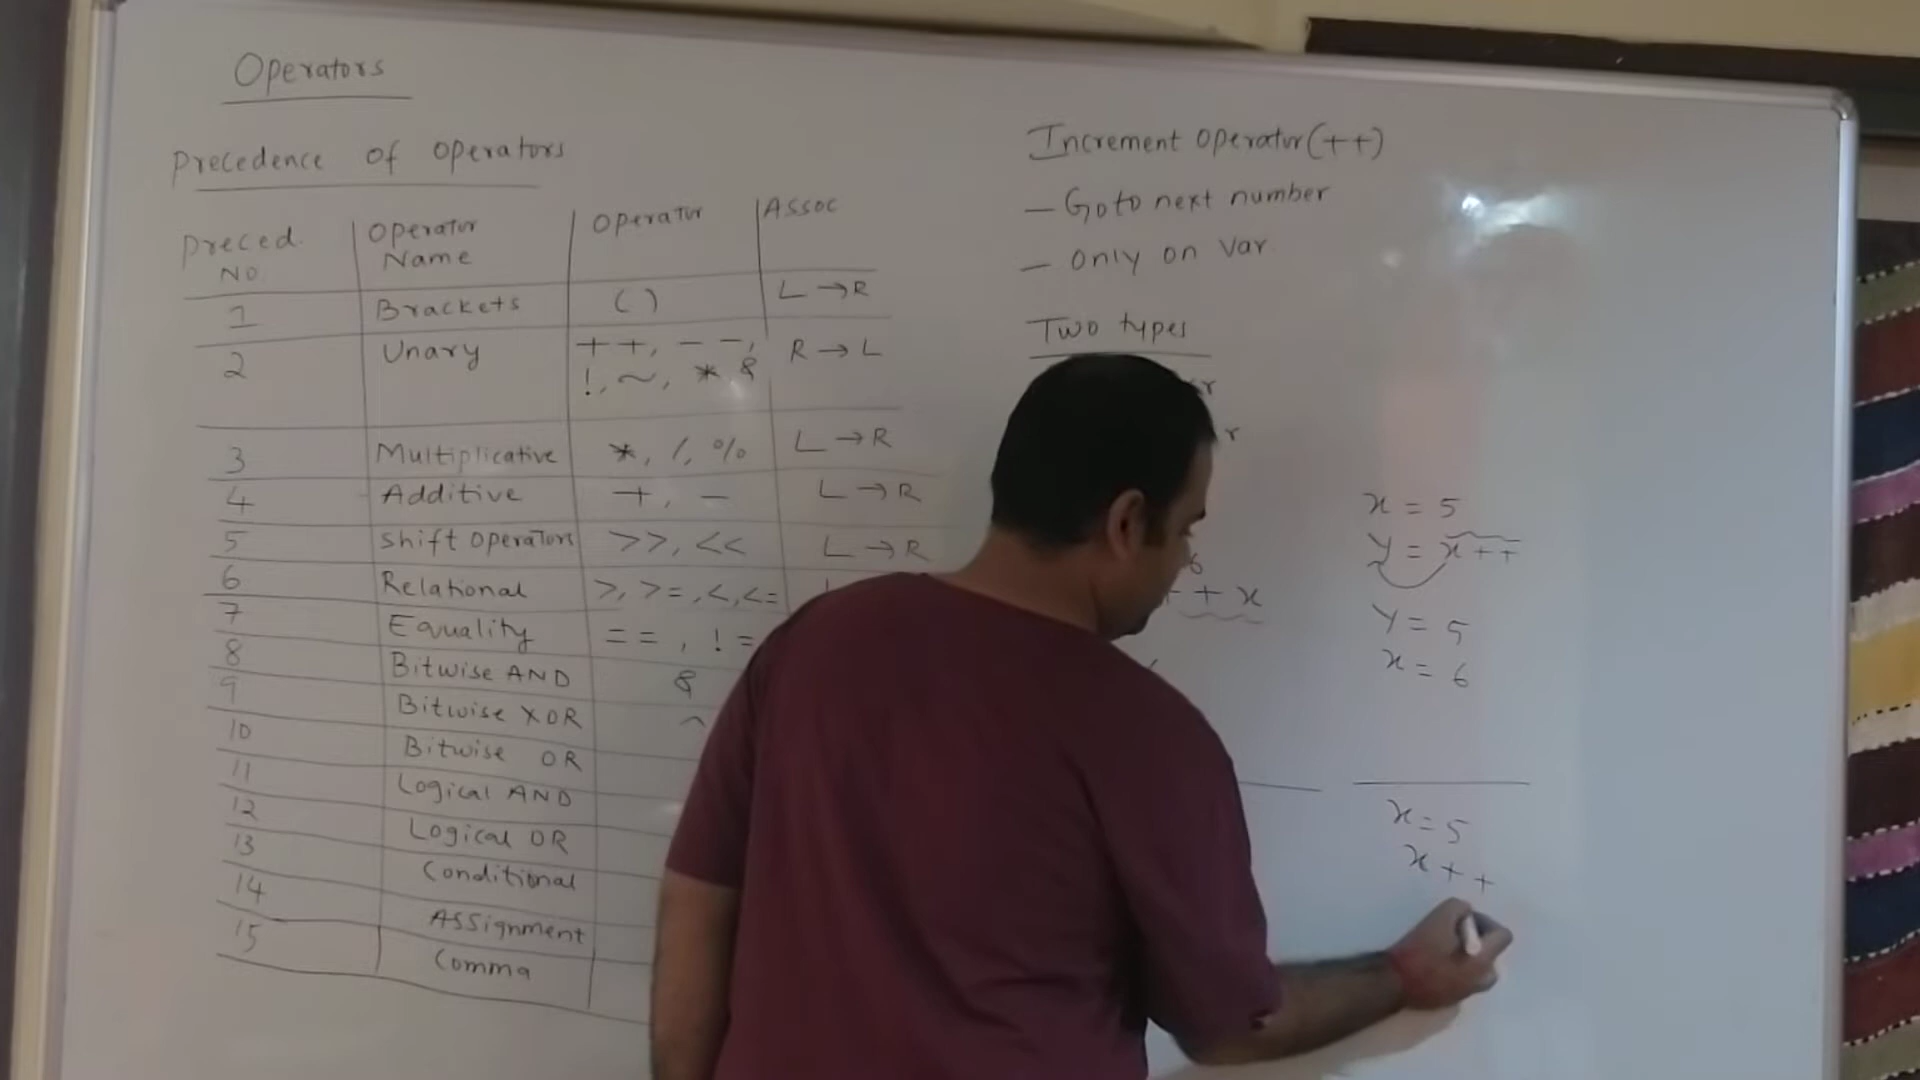 Operators
Precedence of Operators
Preced. No | Operator Name | Operator | Assoc
1 | Brackets | ( ) | L → R
2 | Unary | ++, --, !, ~, *, & | R → L
3 | Multiplicative | *, /, % | L → R
4 | Additive | +, - | L → R
5 | Shift Operators | >>, << | L → R
6 | Relational | >, >=, <, <=
7 | Equality | ==, !=
8 | Bitwise AND | &
9 | Bitwise XOR | ^
10 | Bitwise OR
11 | Logical AND
12 | Logical OR
13 | Conditional
14 | Assignment
15 | Comma
Increment Operator(++)
- Goto next number
- Only on Var
Two types
6
+ x
x = 5
y = x++
y = 5
x = 6
x = 5
x++